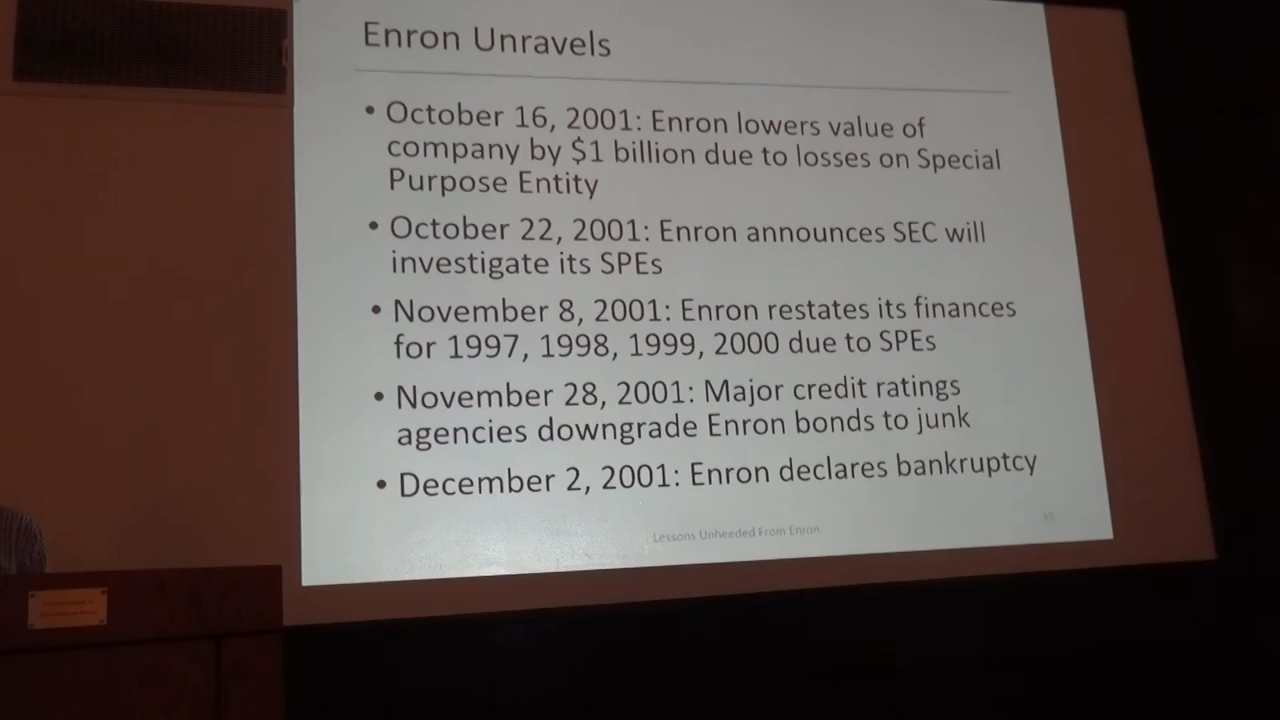 Enron Unravels
• October 16, 2001: Enron lowers value of
company by $1 billion due to losses on Special
Purpose Entity
• October 22, 2001: Enron announces SEC will
investigate its SPEs
• November 8, 2001: Enron restates its finances
for 1997, 1998, 1999, 2000 due to SPEs
• November 28, 2001: Major credit ratings
agencies downgrade Enron bonds to junk
• December 2, 2001: Enron declares bankruptcy
Lessons Unheeded From Enron